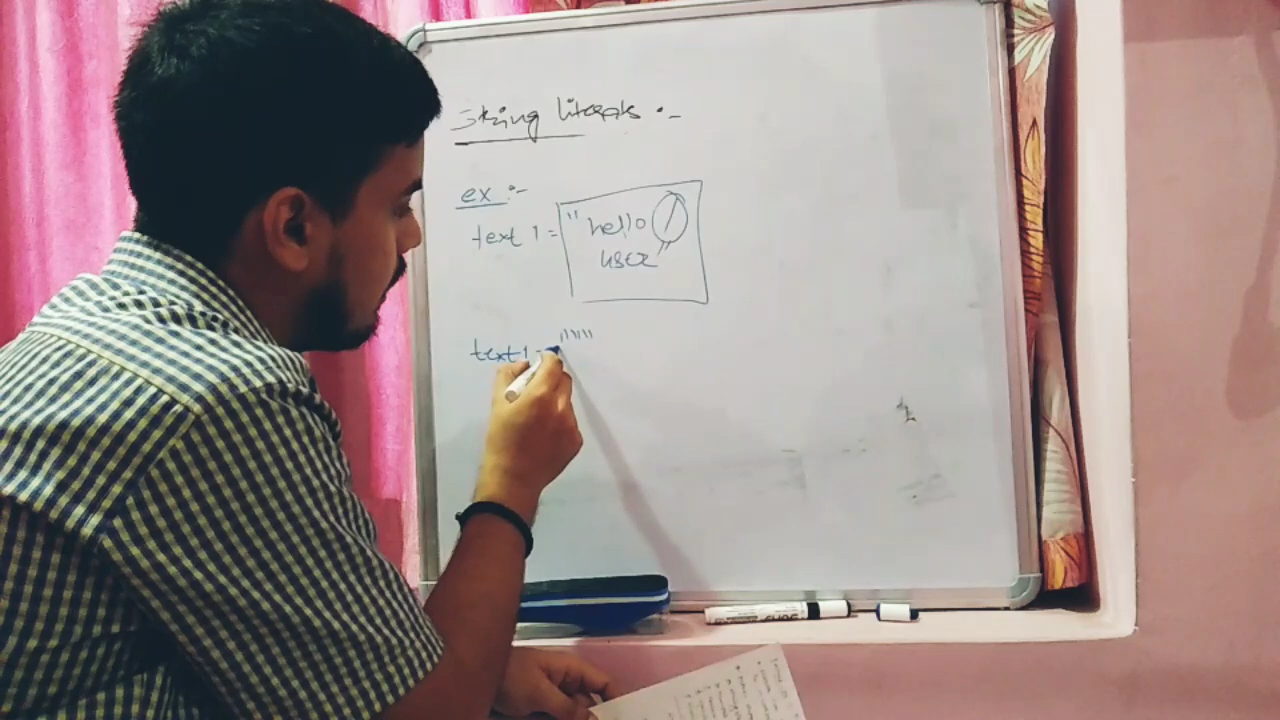 String literals :-
ex :-
text 1 = "hello \
user"
text 1 = """